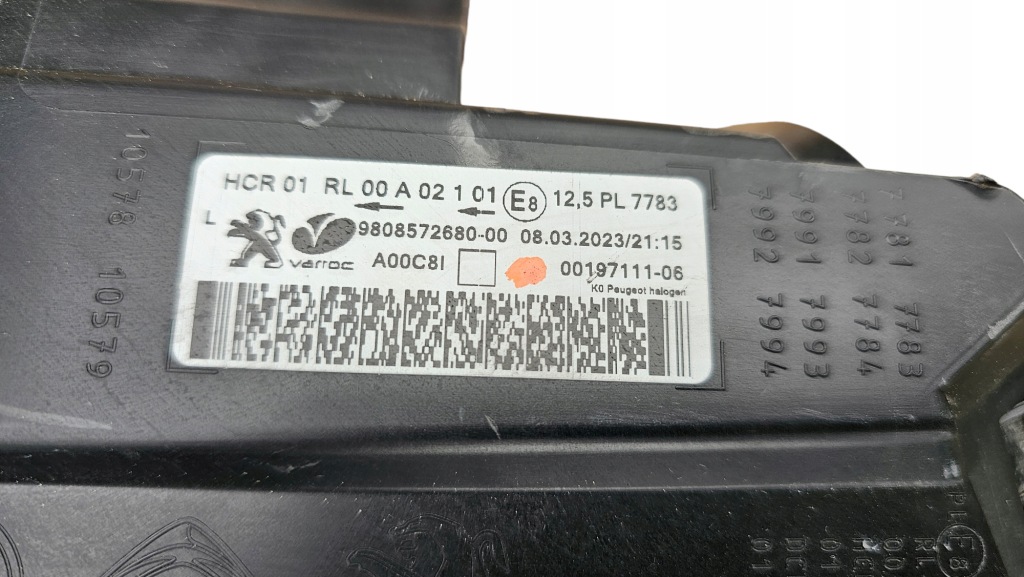 HCR 01 RL 00 A 02 1 01 E8 12,5 PL 7783
L
varroc
9808572680-00 08.03.2023/21:15
A00C8I 00197111-06
K0 Peugeot halogen
10578 10579
7781 7783
7782 7784
7991 7993
7992 7994
E8